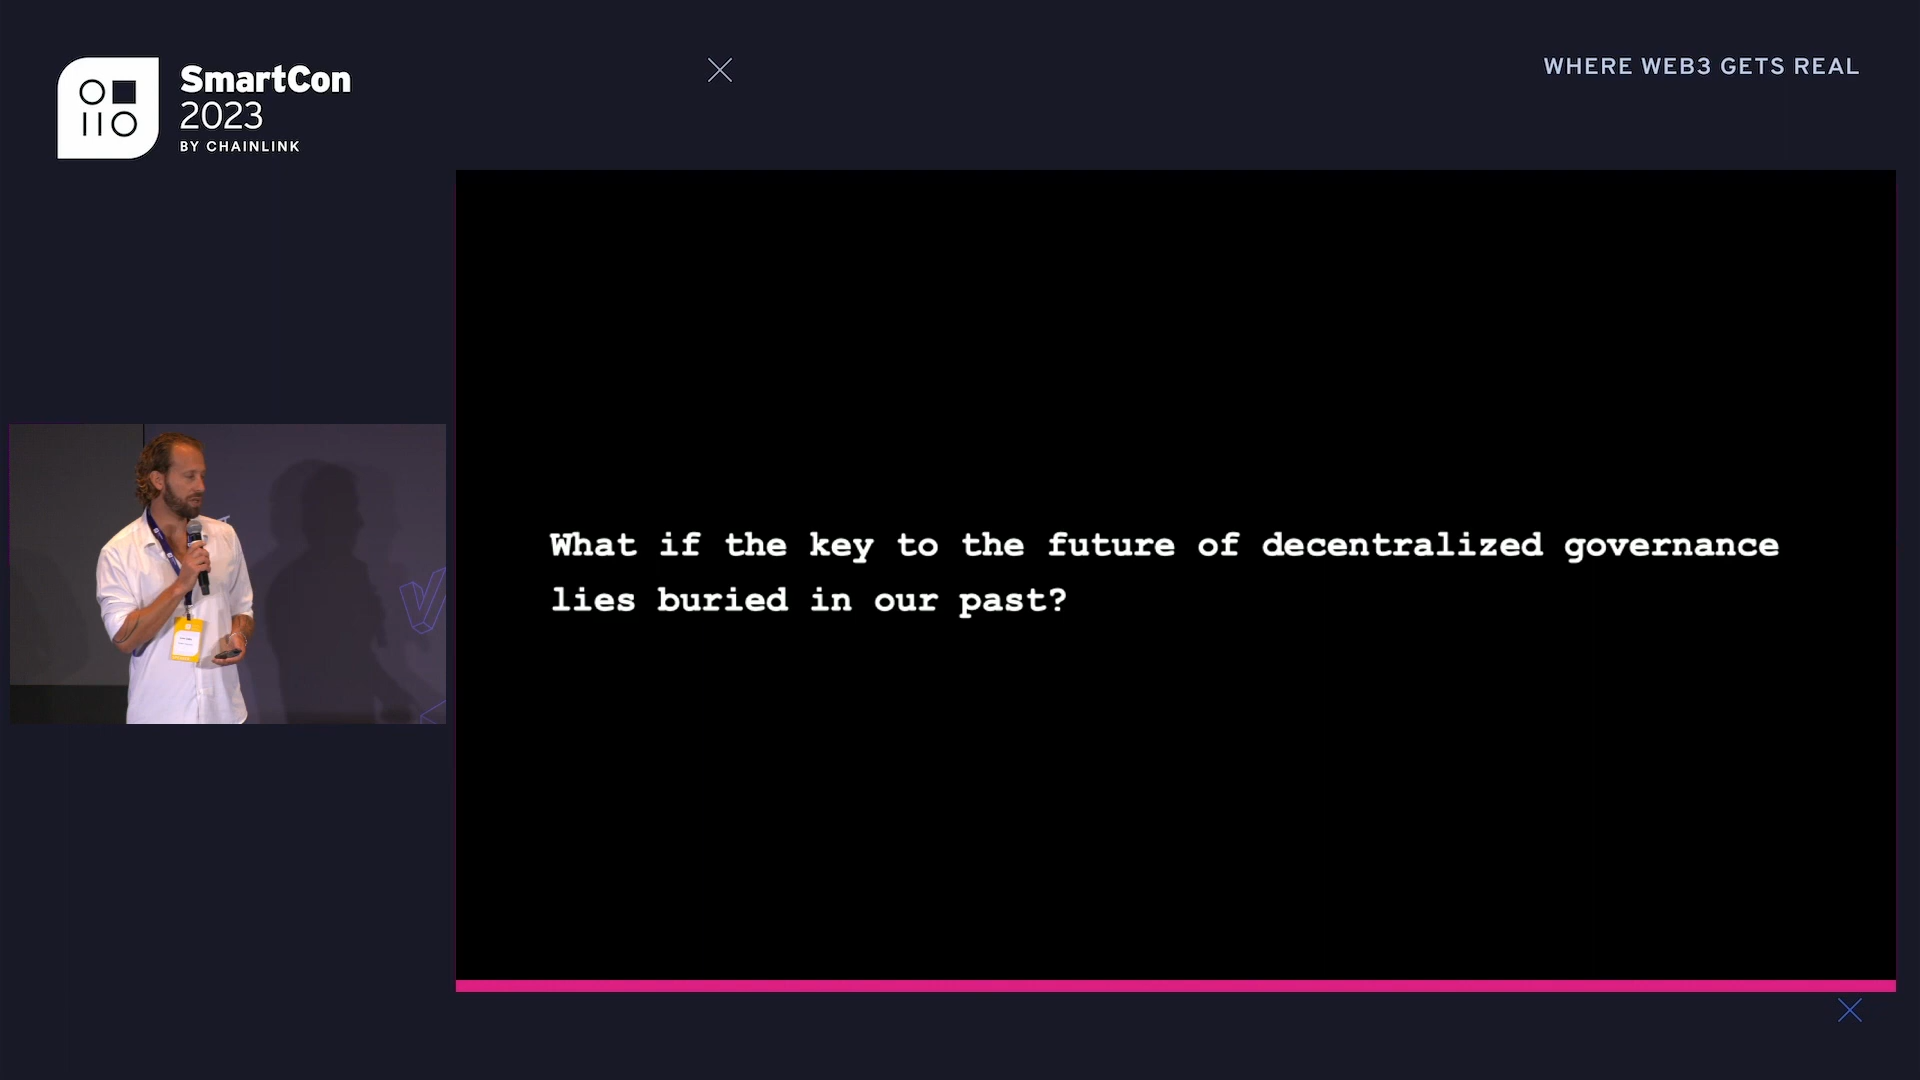 SmartCon
2023
BY CHAINLINK
WHERE WEB3 GETS REAL
What if the key to the future of decentralized governance
lies buried in our past?